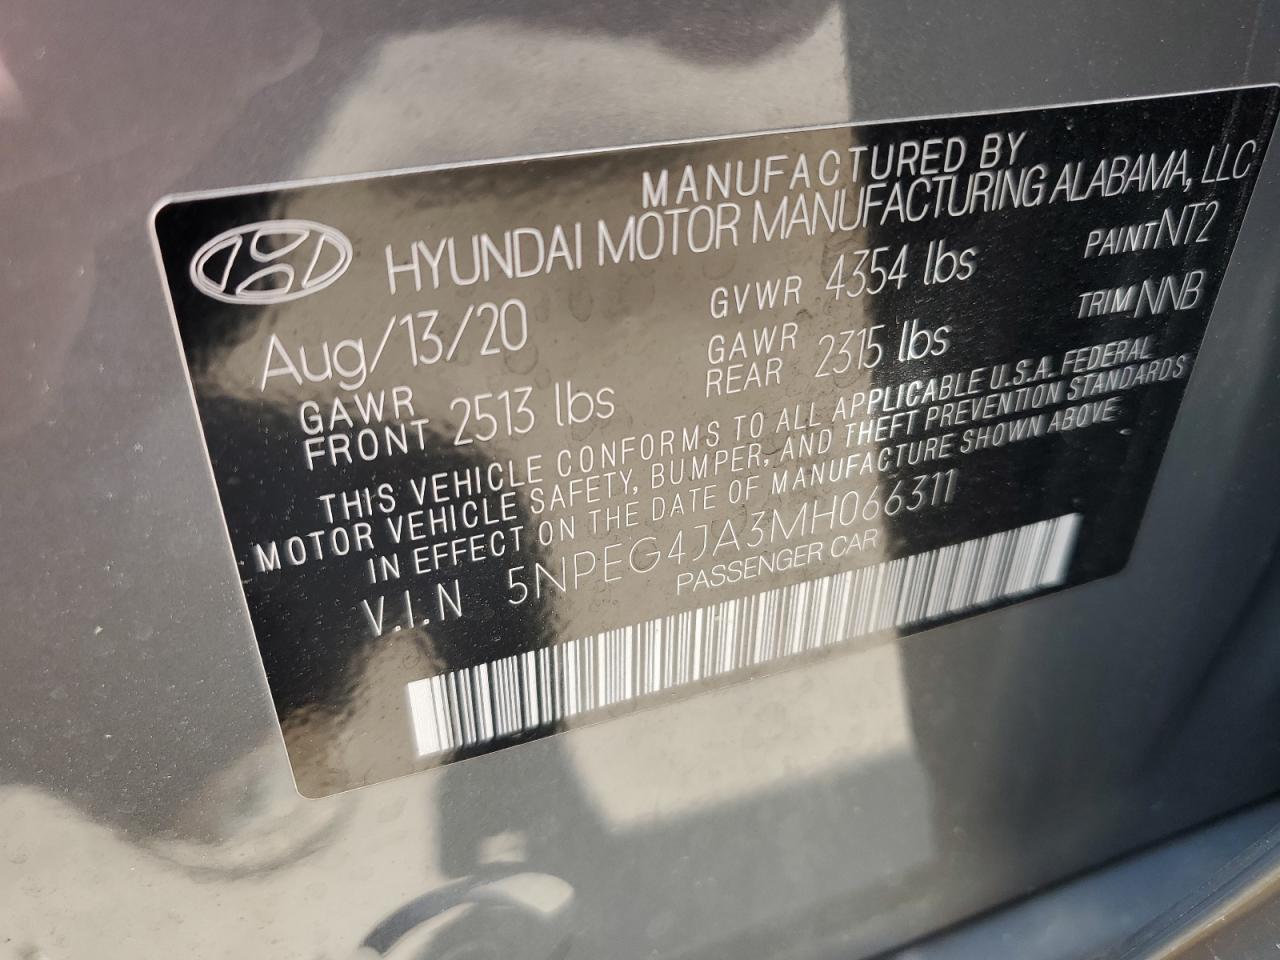 MANUFACTURED BY
HYUNDAI MOTOR MANUFACTURING ALABAMA, LLC
Aug/13/20 GVWR 4354 lbs PAINT NT2
GAWR FRONT 2513 lbs GAWR REAR 2315 lbs TRIM NNB
THIS VEHICLE CONFORMS TO ALL APPLICABLE U.S.A. FEDERAL
MOTOR VEHICLE SAFETY, BUMPER, AND THEFT PREVENTION STANDARDS
IN EFFECT ON THE DATE OF MANUFACTURE SHOWN ABOVE
V.I.N 5NPEG4JA3MH066311
PASSENGER CAR